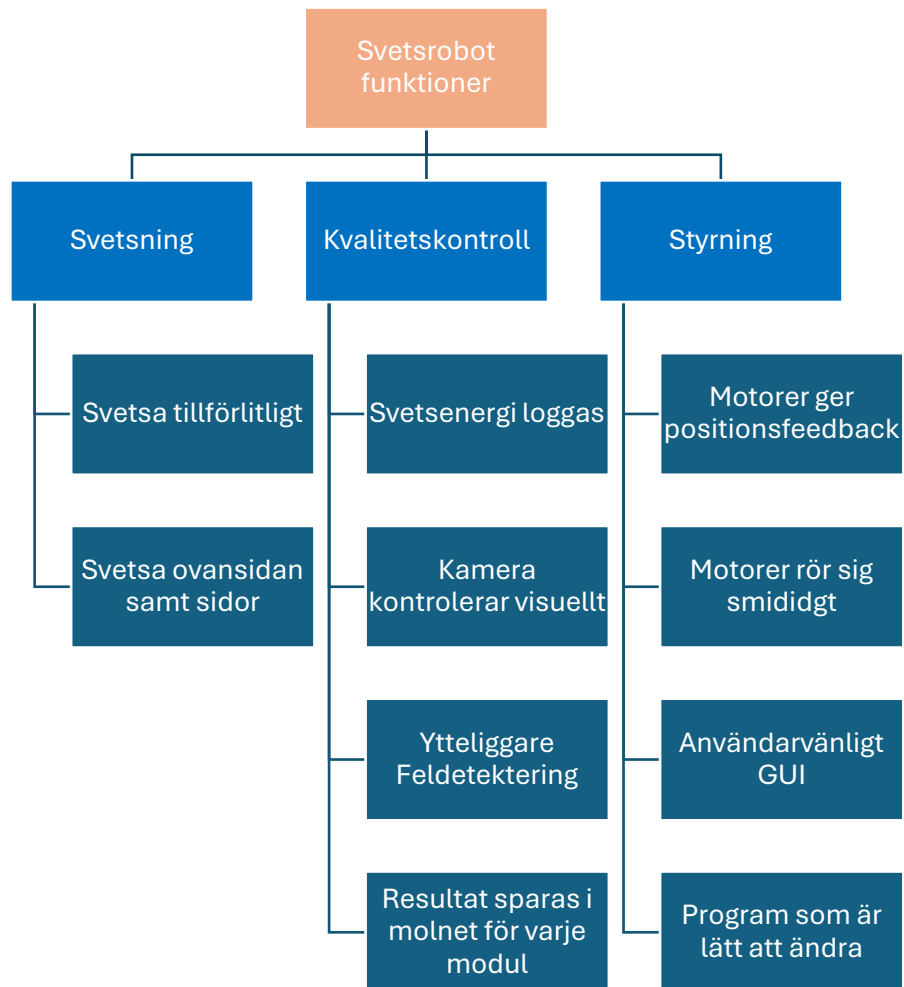 Svetsrobot
funktioner
Svetsning
Kvalitetskontroll
Styrning
Svetsa tillförlitligt
Svetsa ovansidan
samt sidor
Svetsenergi loggas
Kamera
kontrolerar visuellt
Ytteliggare
Feldetektering
Resultat sparas i
molnet för varje
modul
Motorer ger
positionsfeedback
Motorer rör sig
smididgt
Användarvänligt
GUI
Program som är
lätt att ändra